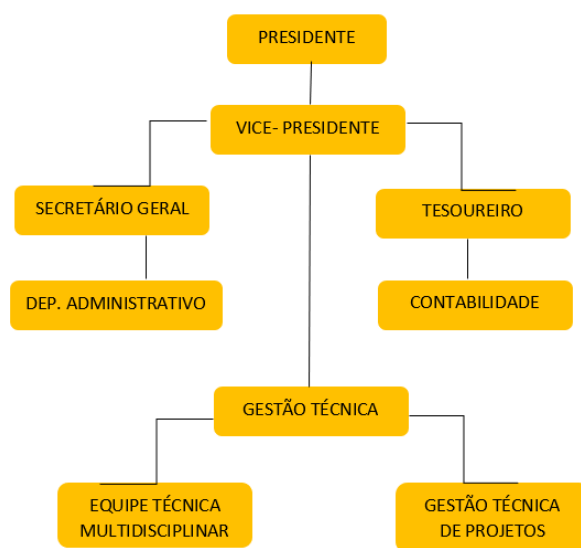 PRESIDENTE
VICE- PRESIDENTE
SECRETÁRIO GERAL
TESOUREIRO
DEP. ADMINISTRATIVO
CONTABILIDADE
GESTÃO TÉCNICA
EQUIPE TÉCNICA
MULTIDISCIPLINAR
GESTÃO TÉCNICA
DE PROJETOS